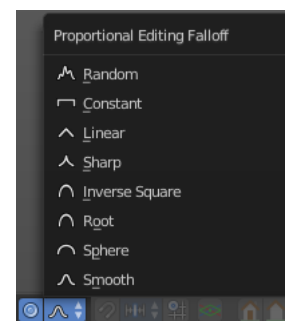 Proportional Editing Falloff
Random
Constant
Linear
Sharp
Inverse Square
Root
Sphere
Smooth